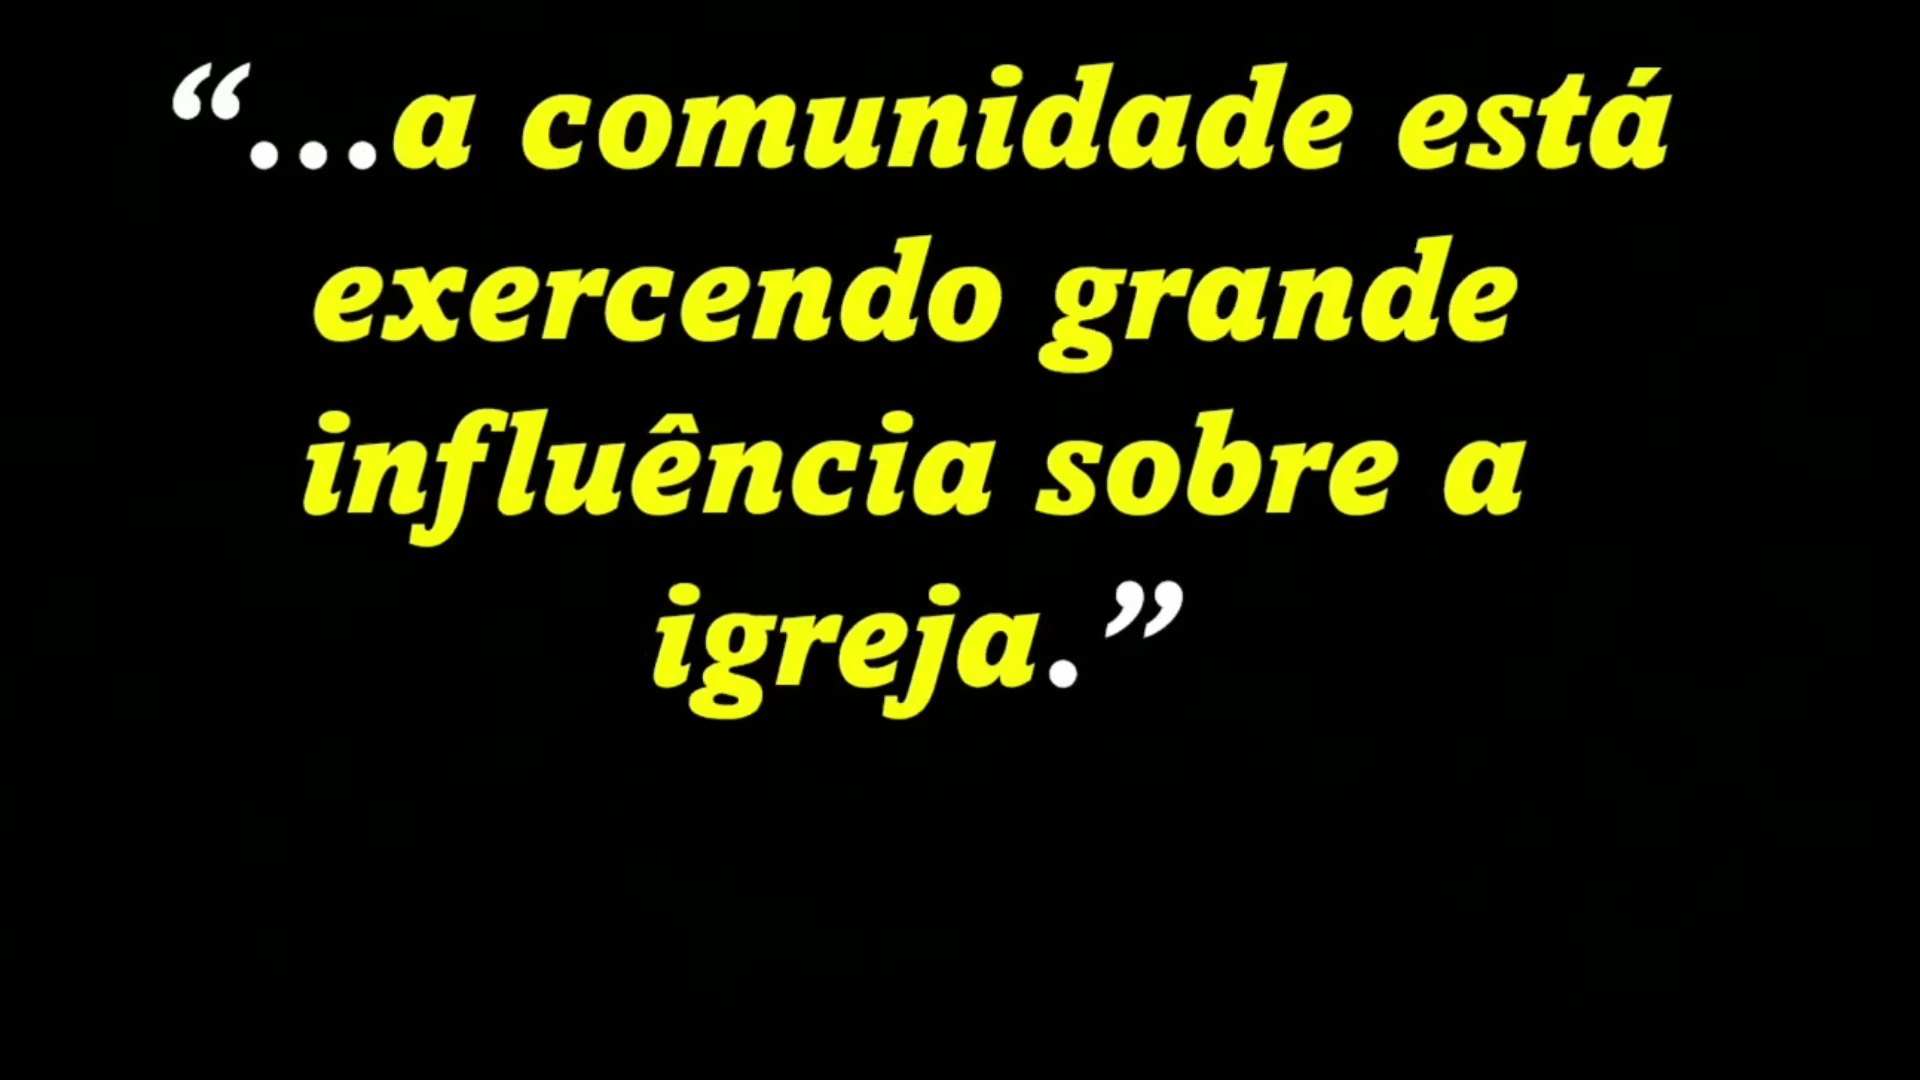 “...a comunidade está
exercendo grande
influência sobre a
igreja.”